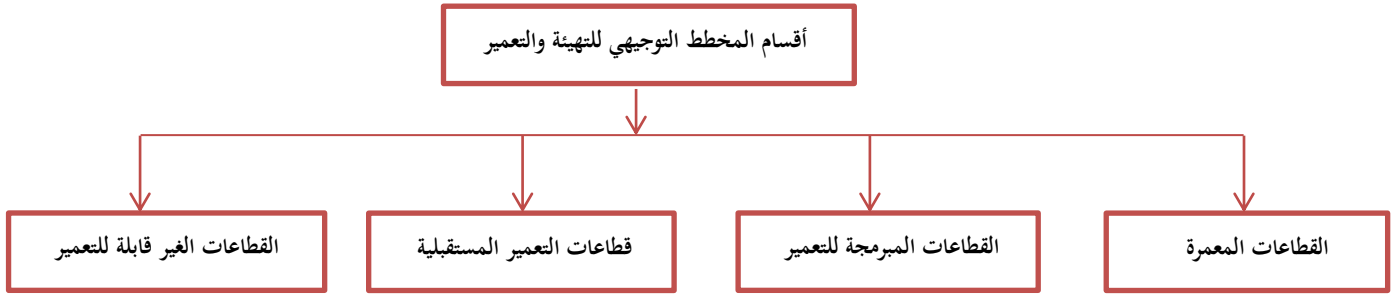 أقسام المخطط التوجيهي للتهيئة والتعمير
القطاعات المعمرة
القطاعات المبرمجة للتعمير
قطاعات التعمير المستقبلية
القطاعات الغير قابلة للتعمير